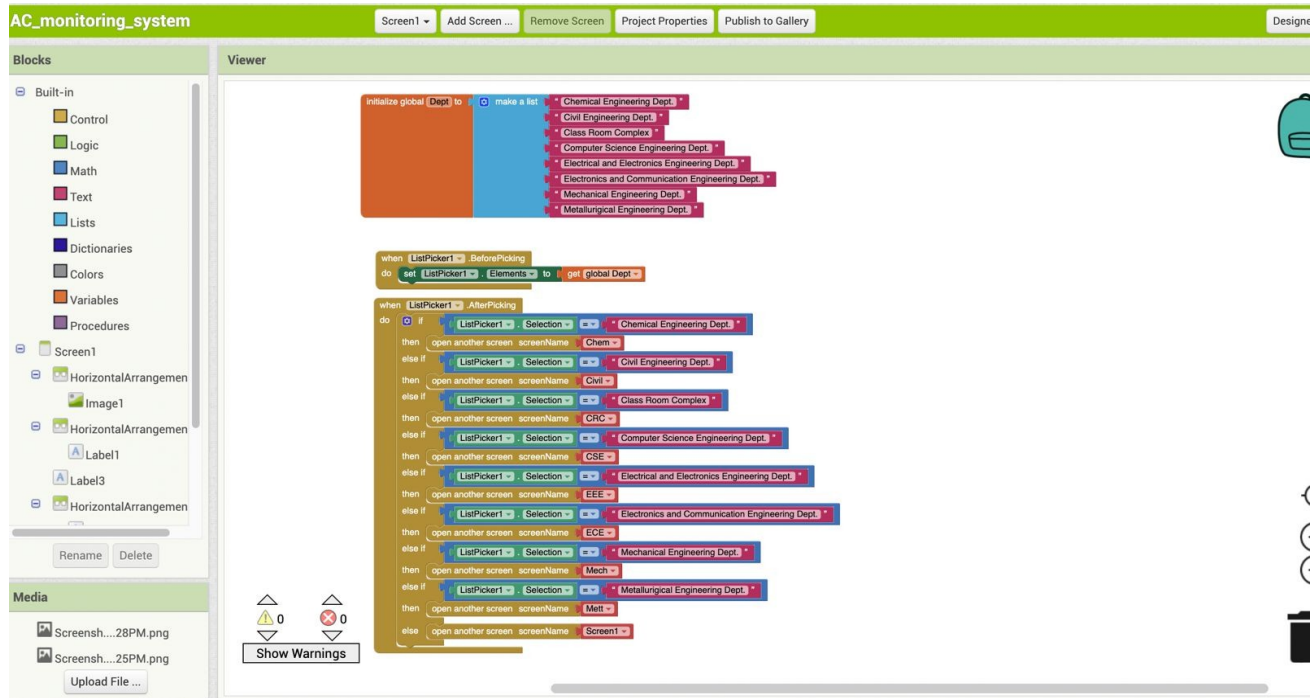 AC_monitoring_system
Screen1 Add Screen ... Remove Screen Project Properties Publish to Gallery Designe
Blocks
Viewer
Built-in
Control
Logic
Math
Text
Lists
Dictionaries
Colors
Variables
Procedures
Screen1
HorizontalArrangemen
Image1
HorizontalArrangemen
Label1
Label3
HorizontalArrangemen
Rename Delete
Media
Screensh....28PM.png
Screensh....25PM.png
Upload File ...
initialize global Dept to make a list " Chemical Engineering Dept. "
" Civil Engineering Dept. "
" Class Room Complex "
" Computer Science Engineering Dept. "
" Electrical and Electronics Engineering Dept. "
" Electronics and Communication Engineering Dept. "
" Mechanical Engineering Dept. "
" Metallurigical Engineering Dept. "
when ListPicker1 .BeforePicking
do set ListPicker1 . Elements to get global Dept
when ListPicker1 .AfterPicking
do if ListPicker1 . Selection = " Chemical Engineering Dept. "
then open another screen screenName Chem
else if ListPicker1 . Selection = " Civil Engineering Dept. "
then open another screen screenName Civil
else if ListPicker1 . Selection = " Class Room Complex "
then open another screen screenName CRC
else if ListPicker1 . Selection = " Computer Science Engineering Dept. "
then open another screen screenName CSE
else if ListPicker1 . Selection = " Electrical and Electronics Engineering Dept. "
then open another screen screenName EEE
else if ListPicker1 . Selection = " Electronics and Communication Engineering Dept. "
then open another screen screenName ECE
else if ListPicker1 . Selection = " Mechanical Engineering Dept. "
then open another screen screenName Mech
else if ListPicker1 . Selection = " Metallurigical Engineering Dept. "
then open another screen screenName Mett
else open another screen screenName Screen1
0 0
Show Warnings